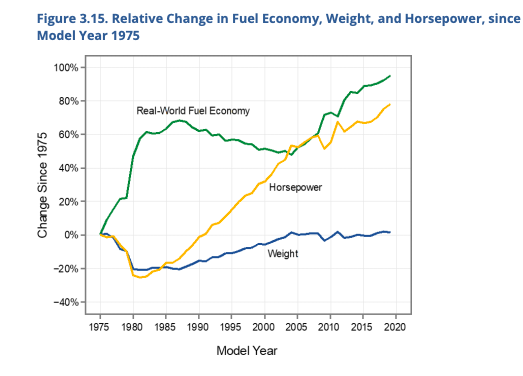 Figure 3.15. Relative Change in Fuel Economy, Weight, and Horsepower, since
Model Year 1975
100%
80%
60%
40%
20%
0%
−20%
−40%
Change Since 1975
Real-World Fuel Economy
Horsepower
Weight
1975 1980 1985 1990 1995 2000 2005 2010 2015 2020
Model Year